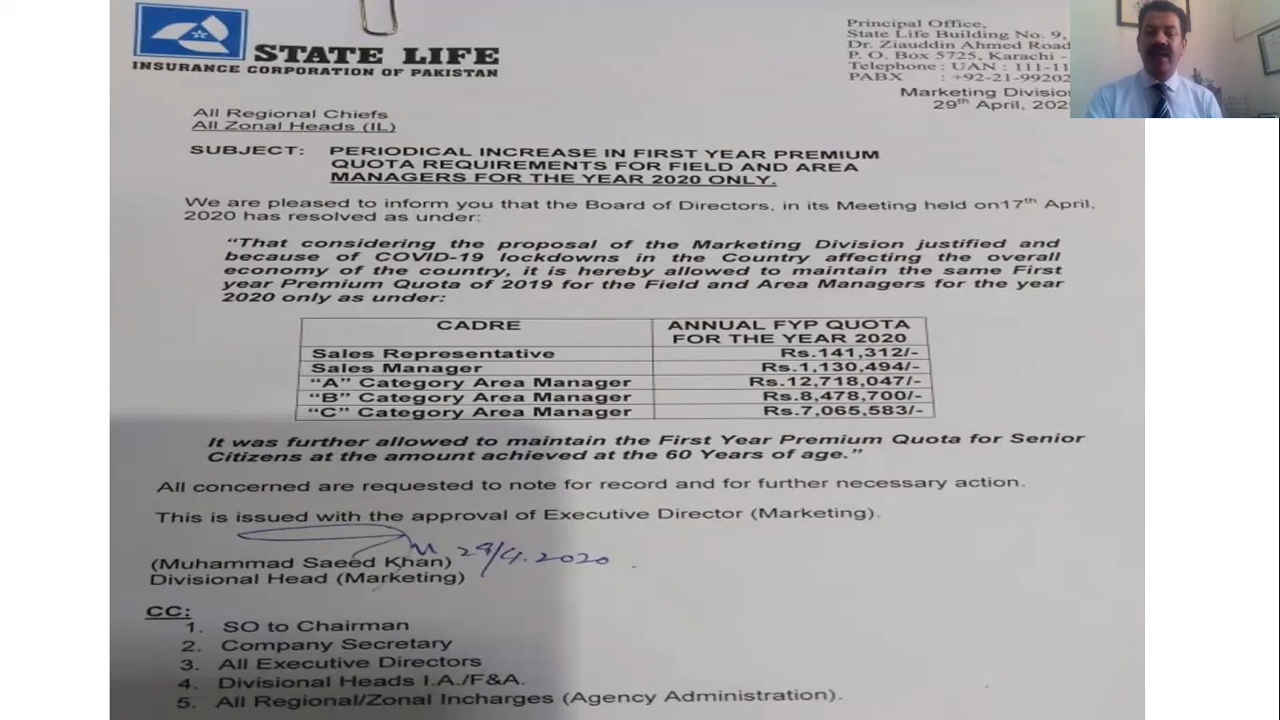 STATE LIFE
INSURANCE CORPORATION OF PAKISTAN
Principal Office,
State Life Building No. 9,
Dr. Ziauddin Ahmed Road
P. O. Box 5725, Karachi -
Telephone : UAN : 111-11
PABX : +92-21-99202
Marketing Division
29th April, 2020
All Regional Chiefs
All Zonal Heads (IL)
SUBJECT: PERIODICAL INCREASE IN FIRST YEAR PREMIUM
QUOTA REQUIREMENTS FOR FIELD AND AREA
MANAGERS FOR THE YEAR 2020 ONLY.
We are pleased to inform you that the Board of Directors, in its Meeting held on17th April,
2020 has resolved as under:
“That considering the proposal of the Marketing Division justified and
because of COVID-19 lockdowns in the Country affecting the overall
economy of the country, it is hereby allowed to maintain the same First
year Premium Quota of 2019 for the Field and Area Managers for the year
2020 only as under:
CADRE ANNUAL FYP QUOTA
FOR THE YEAR 2020
Sales Representative Rs.141,312/-
Sales Manager Rs.1,130,494/-
“A” Category Area Manager Rs.12,718,047/-
“B” Category Area Manager Rs.8,478,700/-
“C” Category Area Manager Rs.7,065,583/-
It was further allowed to maintain the First Year Premium Quota for Senior
Citizens at the amount achieved at the 60 Years of age.”
All concerned are requested to note for record and for further necessary action.
This is issued with the approval of Executive Director (Marketing).
29/4.2020
(Muhammad Saeed Khan)
Divisional Head (Marketing)
CC:
1. SO to Chairman
2. Company Secretary
3. All Executive Directors
4. Divisional Heads I.A./F&A.
5. All Regional/Zonal Incharges (Agency Administration).